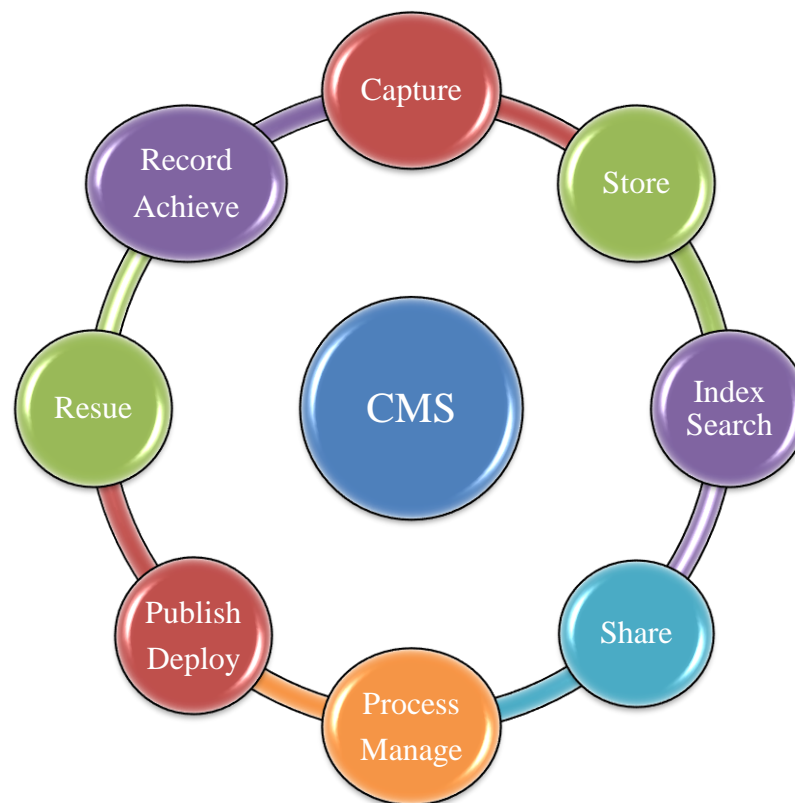 Capture
Store
Index
Search
Share
Process
Manage
Publish
Deploy
Resue
Record
Achieve
CMS